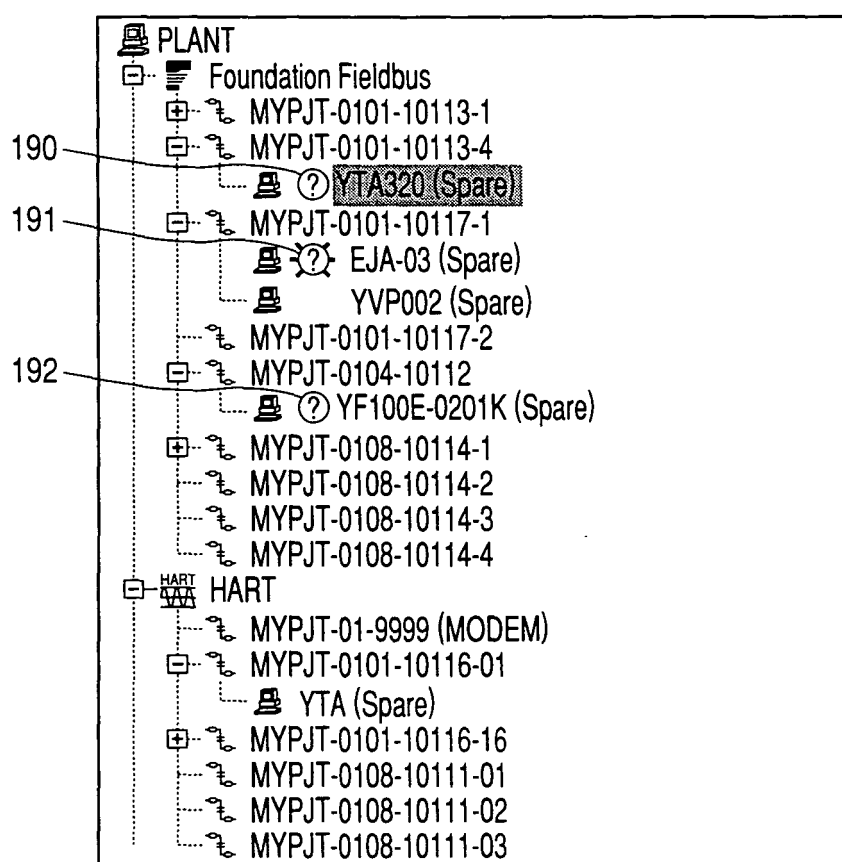 PLANT
Foundation Fieldbus
MYPJT-0101-10113-1
190 MYPJT-0101-10113-4
? YTA320 (Spare)
191 MYPJT-0101-10117-1
? EJA-03 (Spare)
YVP002 (Spare)
MYPJT-0101-10117-2
192 MYPJT-0104-10112
? YF100E-0201K (Spare)
MYPJT-0108-10114-1
MYPJT-0108-10114-2
MYPJT-0108-10114-3
MYPJT-0108-10114-4
HART HART
MYPJT-01-9999 (MODEM)
MYPJT-0101-10116-01
YTA (Spare)
MYPJT-0101-10116-16
MYPJT-0108-10111-01
MYPJT-0108-10111-02
MYPJT-0108-10111-03